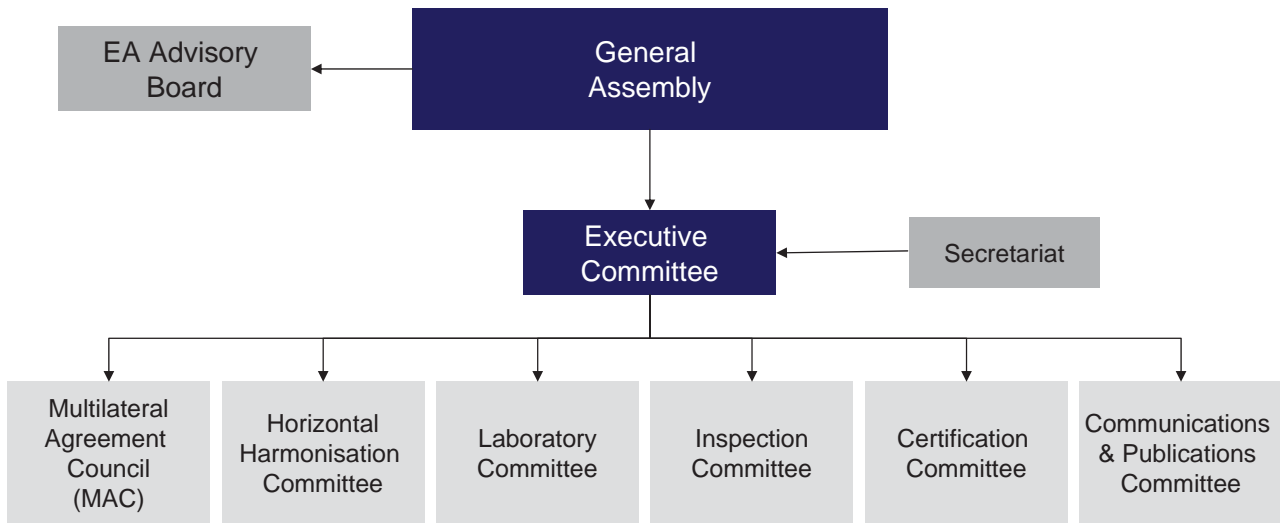 EA Advisory
Board
General
Assembly
Executive
Committee
Secretariat
Multilateral
Agreement
Council
(MAC)
Horizontal
Harmonisation
Committee
Laboratory
Committee
Inspection
Committee
Certification
Committee
Communications
& Publications
Committee